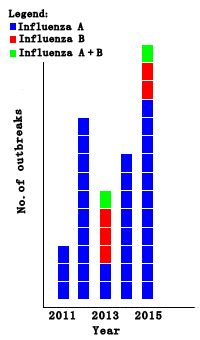 Legend:
Influenza A
Influenza B
Influenza A+B
No. of outbreaks
2011 2013 2015
Year